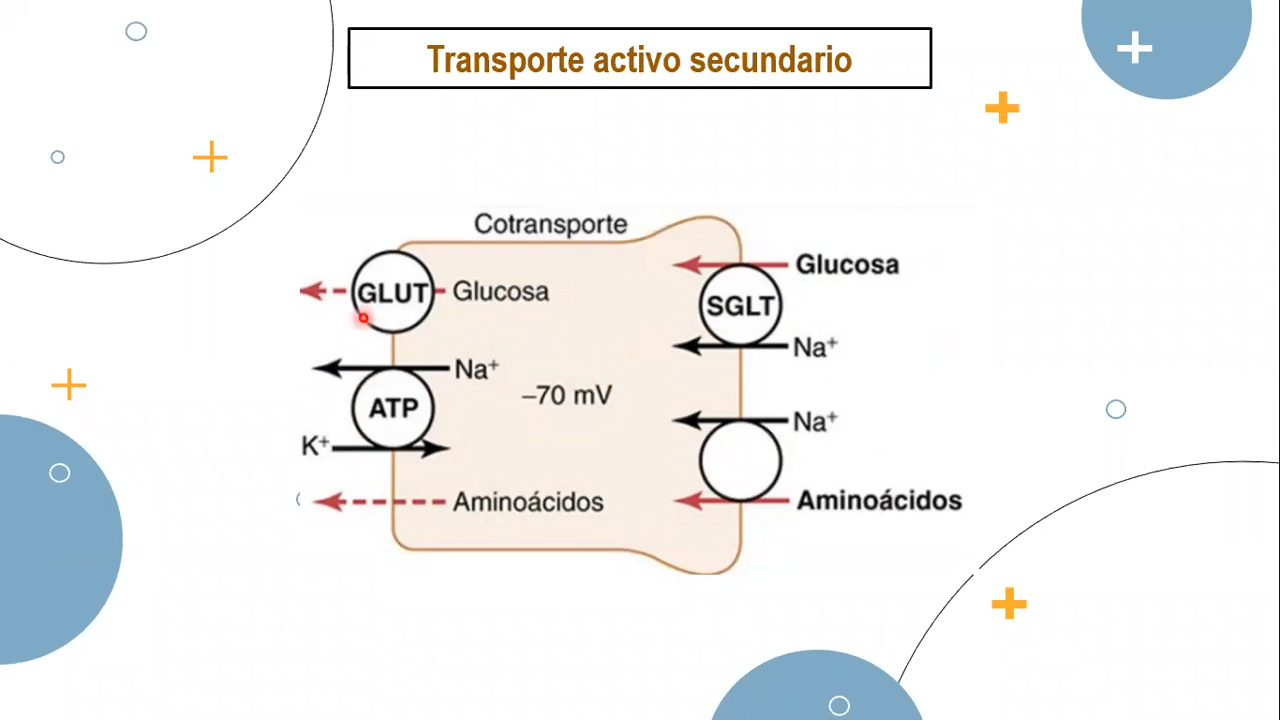 Transporte activo secundario
Cotransporte
GLUT
Glucosa
Na⁺
ATP
K⁺
–70 mV
Aminoácidos
Glucosa
SGLT
Na⁺
Na⁺
Aminoácidos